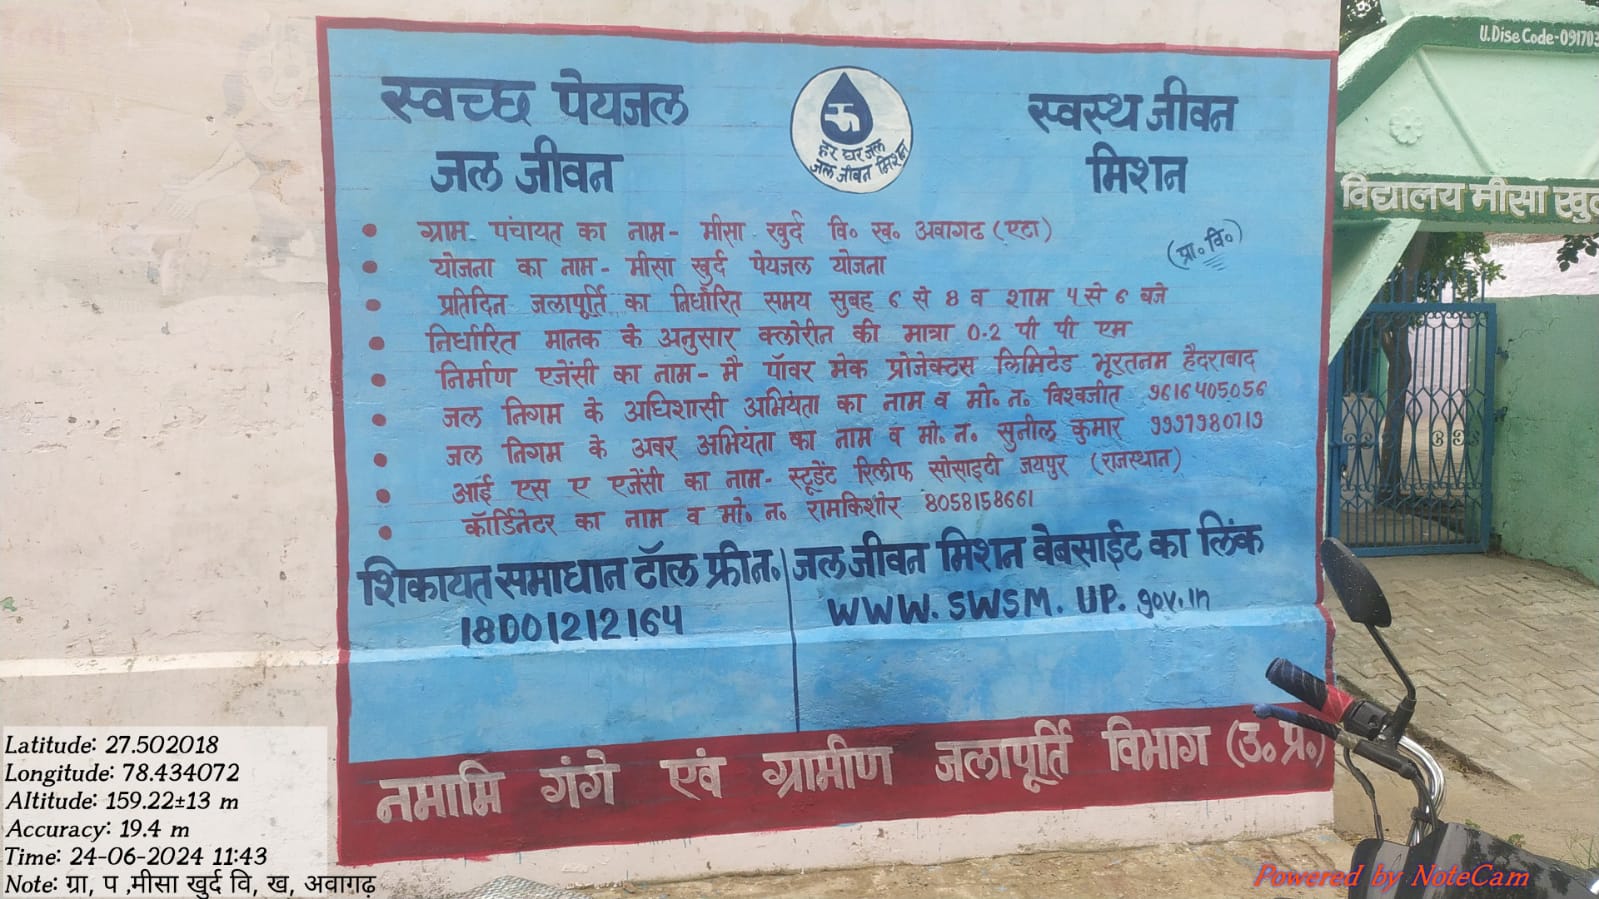 U.Dise Code-091703
विद्यालय मीसा खुर्द
स्वच्छ पेयजल
जल जीवन
हर घर जल
जल जीवन मिशन
स्वस्थ जीवन
मिशन
• ग्राम पंचायत का नाम- मीसा खुर्द वि० ख० अवागढ (एटा)
(प्रा० वि०)
• योजना का नाम- मीसा खुर्द पेयजल योजना
• प्रतिदिन जलापूर्ति का निर्धारित समय सुबह 6 से 8 व शाम 4 से 6 बजे
• निर्धारित मानक के अनुसार क्लोरीन की मात्रा 0.2 पी पी एम
• निर्माण एजेंसी का नाम- मै पॉवर मेक प्रोजेक्टस लिमिटेड भूरतनम हैदराबाद
• जल निगम के अधिशासी अभियंता का नाम व मो० न० विश्वजीत 9616405056
• जल निगम के अवर अभियंता का नाम व मो० न० सुनील कुमार 9997980719
• आई एस ए एजेंसी का नाम- स्टूडेंट रिलीफ सोसाइटी जयपुर (राजस्थान)
• कॉर्डिनेटर का नाम व मो० न० रामकिशोर 8058158661
शिकायत समाधान टॉल फ्री न०
18001212164
जल जीवन मिशन वेबसाईट का लिंक
WWW. SWSM. UP. gov.in
नमामि गंगे एवं ग्रामीण जलापूर्ति विभाग (उ० प्र०)
Latitude: 27.502018
Longitude: 78.434072
Altitude: 159.22±13 m
Accuracy: 19.4 m
Time: 24-06-2024 11:43
Note: ग्रा, प ,मीसा खुर्द वि, ख, अवागढ़
Powered by NoteCam